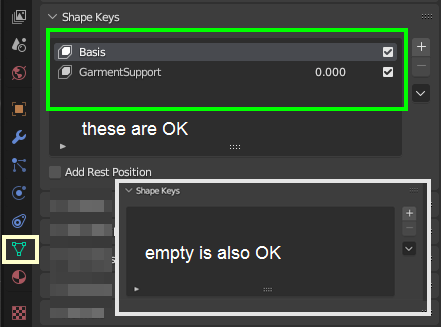 Shape Keys
Basis
GarmentSupport 0.000
these are OK
Add Rest Position
Shape Keys
empty is also OK